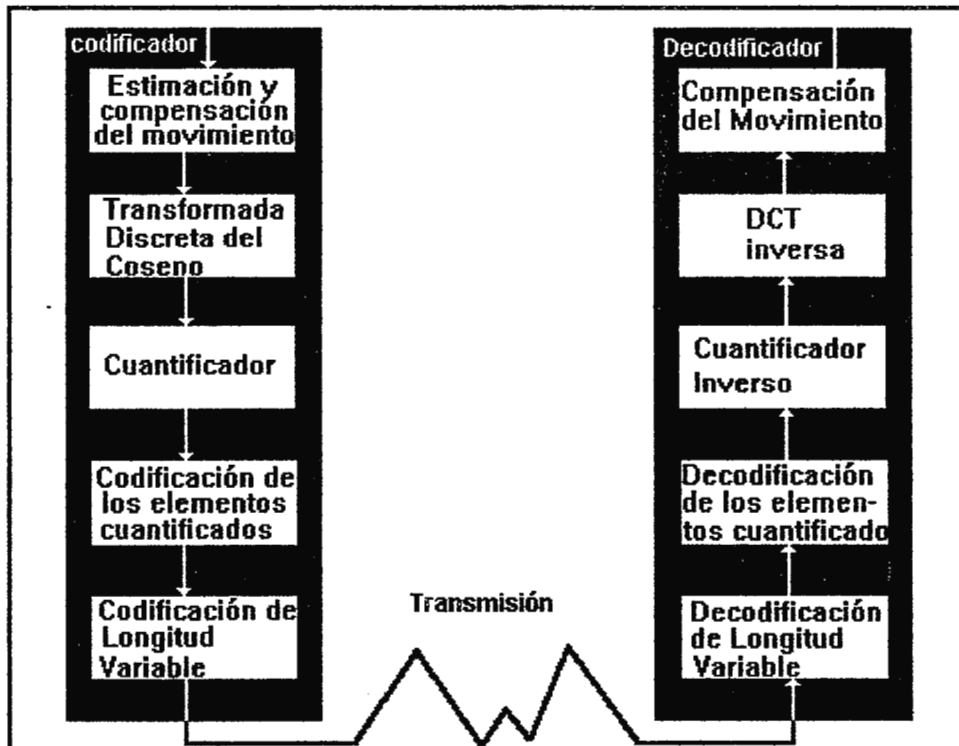 codificador
Estimación y
compensación
del movimiento
Transformada
Discreta del
Coseno
Cuantificador
Codificación de
los elementos
cuantificados
Codificación de
Longitud
Variable
Transmisión
Decodificador
Compensación
del Movimiento
DCT
inversa
Cuantificador
Inverso
Decodificación
de los elemen-
tos cuantificado
Decodificación
de Longitud
Variable